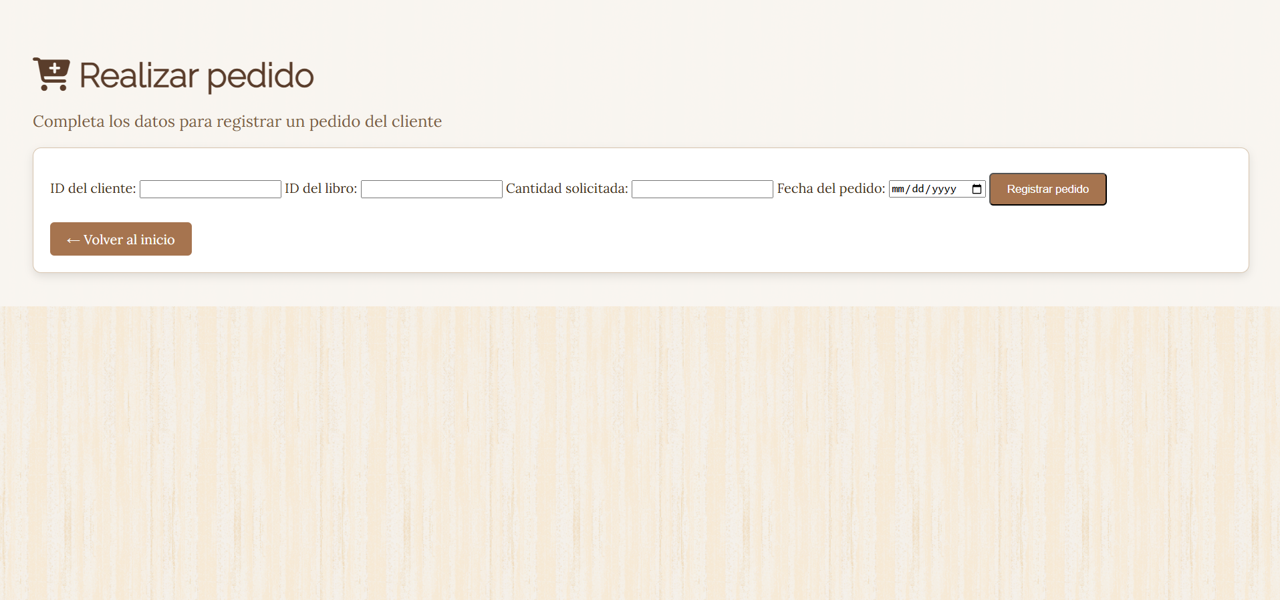 Realizar pedido
Completa los datos para registrar un pedido del cliente
ID del cliente: ID del libro: Cantidad solicitada: Fecha del pedido: mm/dd/yyyy Registrar pedido
← Volver al inicio